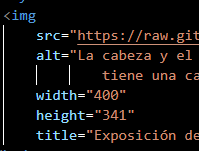 <img
src="https://raw.git
alt="La cabeza y el
tiene una ca
width="400"
height="341"
title="Exposición de